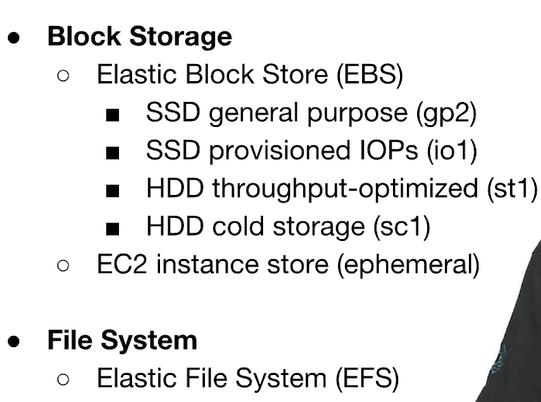 ● Block Storage
○ Elastic Block Store (EBS)
■ SSD general purpose (gp2)
■ SSD provisioned IOPs (io1)
■ HDD throughput-optimized (st1)
■ HDD cold storage (sc1)
○ EC2 instance store (ephemeral)
● File System
○ Elastic File System (EFS)